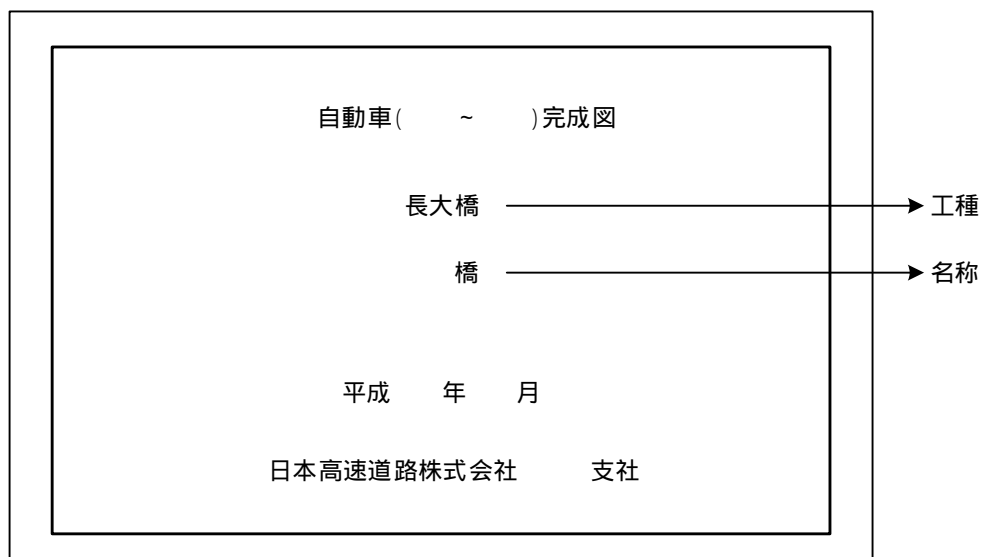 自動車(　　～　　)完成図
長大橋　工種
橋　名称
平成　　年　　月
日本高速道路株式会社　　　支社